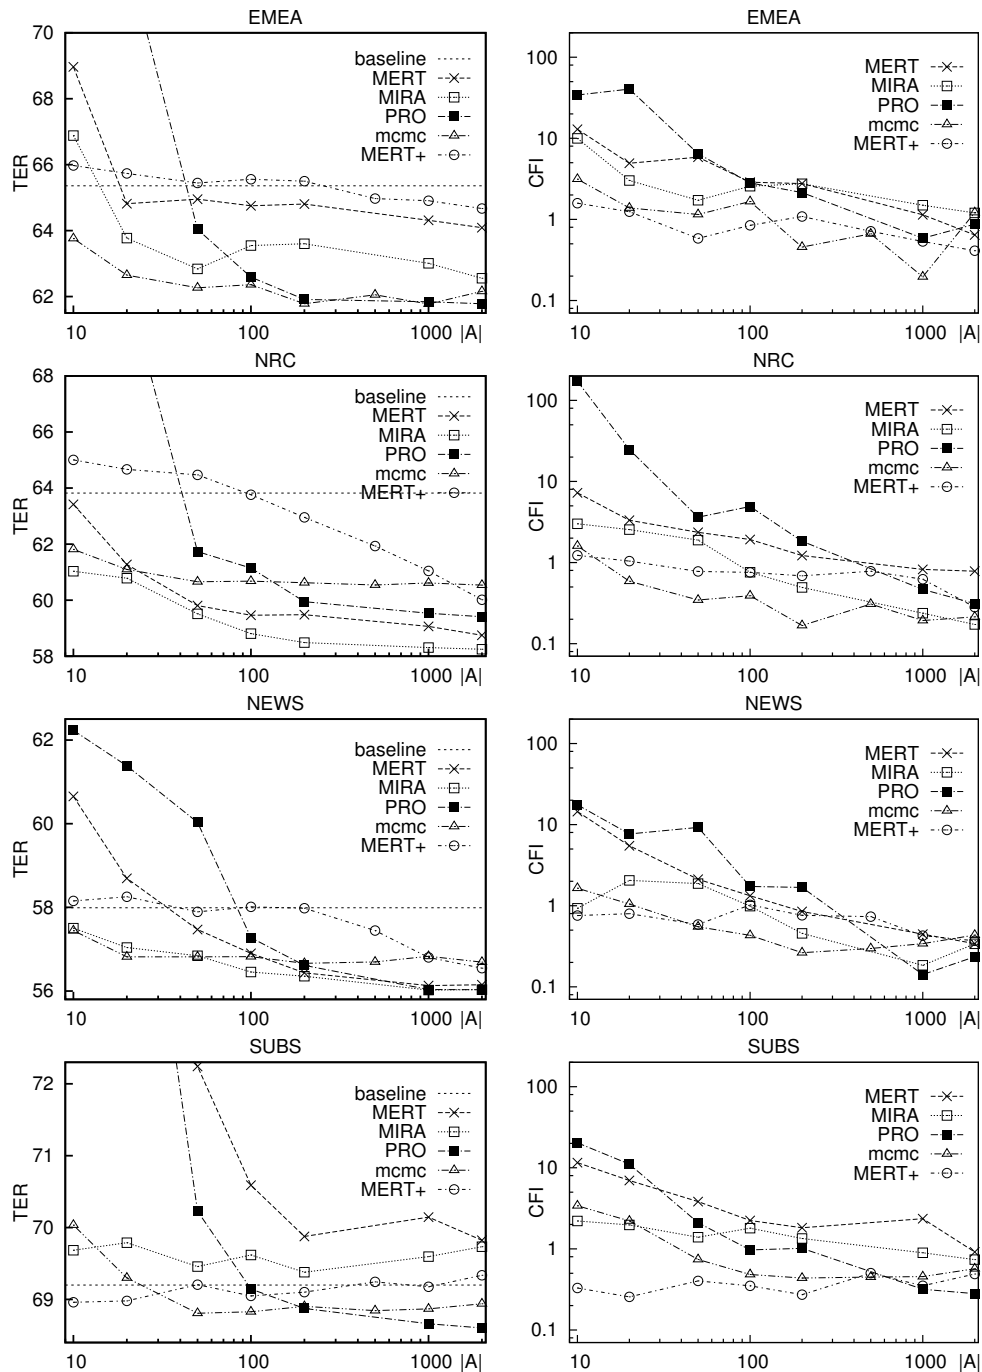 EMEA
TER
70
68
66
64
62
10
100
1000
|A|
baseline
MERT
MIRA
PRO
mcmc
MERT+
EMEA
CFI
100
10
1
0.1
10
100
1000
|A|
MERT
MIRA
PRO
mcmc
MERT+
NRC
TER
68
66
64
62
60
58
10
100
1000
|A|
baseline
MERT
MIRA
PRO
mcmc
MERT+
NRC
CFI
100
10
1
0.1
10
100
1000
|A|
MERT
MIRA
PRO
mcmc
MERT+
NEWS
TER
62
60
58
56
10
100
1000
|A|
baseline
MERT
MIRA
PRO
mcmc
MERT+
NEWS
CFI
100
10
1
0.1
10
100
1000
|A|
MERT
MIRA
PRO
mcmc
MERT+
SUBS
TER
72
71
70
69
10
100
1000
|A|
baseline
MERT
MIRA
PRO
mcmc
MERT+
SUBS
CFI
100
10
1
0.1
10
100
1000
|A|
MERT
MIRA
PRO
mcmc
MERT+